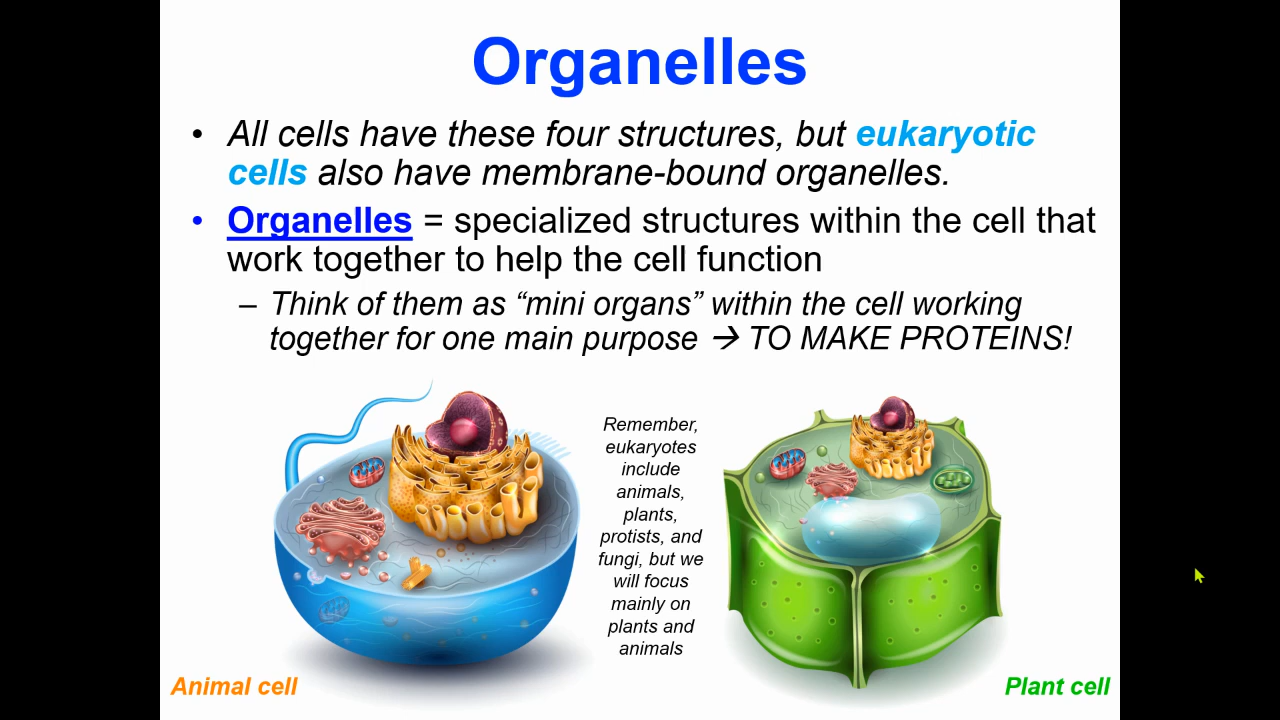 Organelles
• All cells have these four structures, but eukaryotic
cells also have membrane-bound organelles.
• Organelles = specialized structures within the cell that
work together to help the cell function
– Think of them as “mini organs” within the cell working
together for one main purpose → TO MAKE PROTEINS!
Remember,
eukaryotes
include
animals,
plants,
protists, and
fungi, but we
will focus
mainly on
plants and
animals
Animal cell
Plant cell